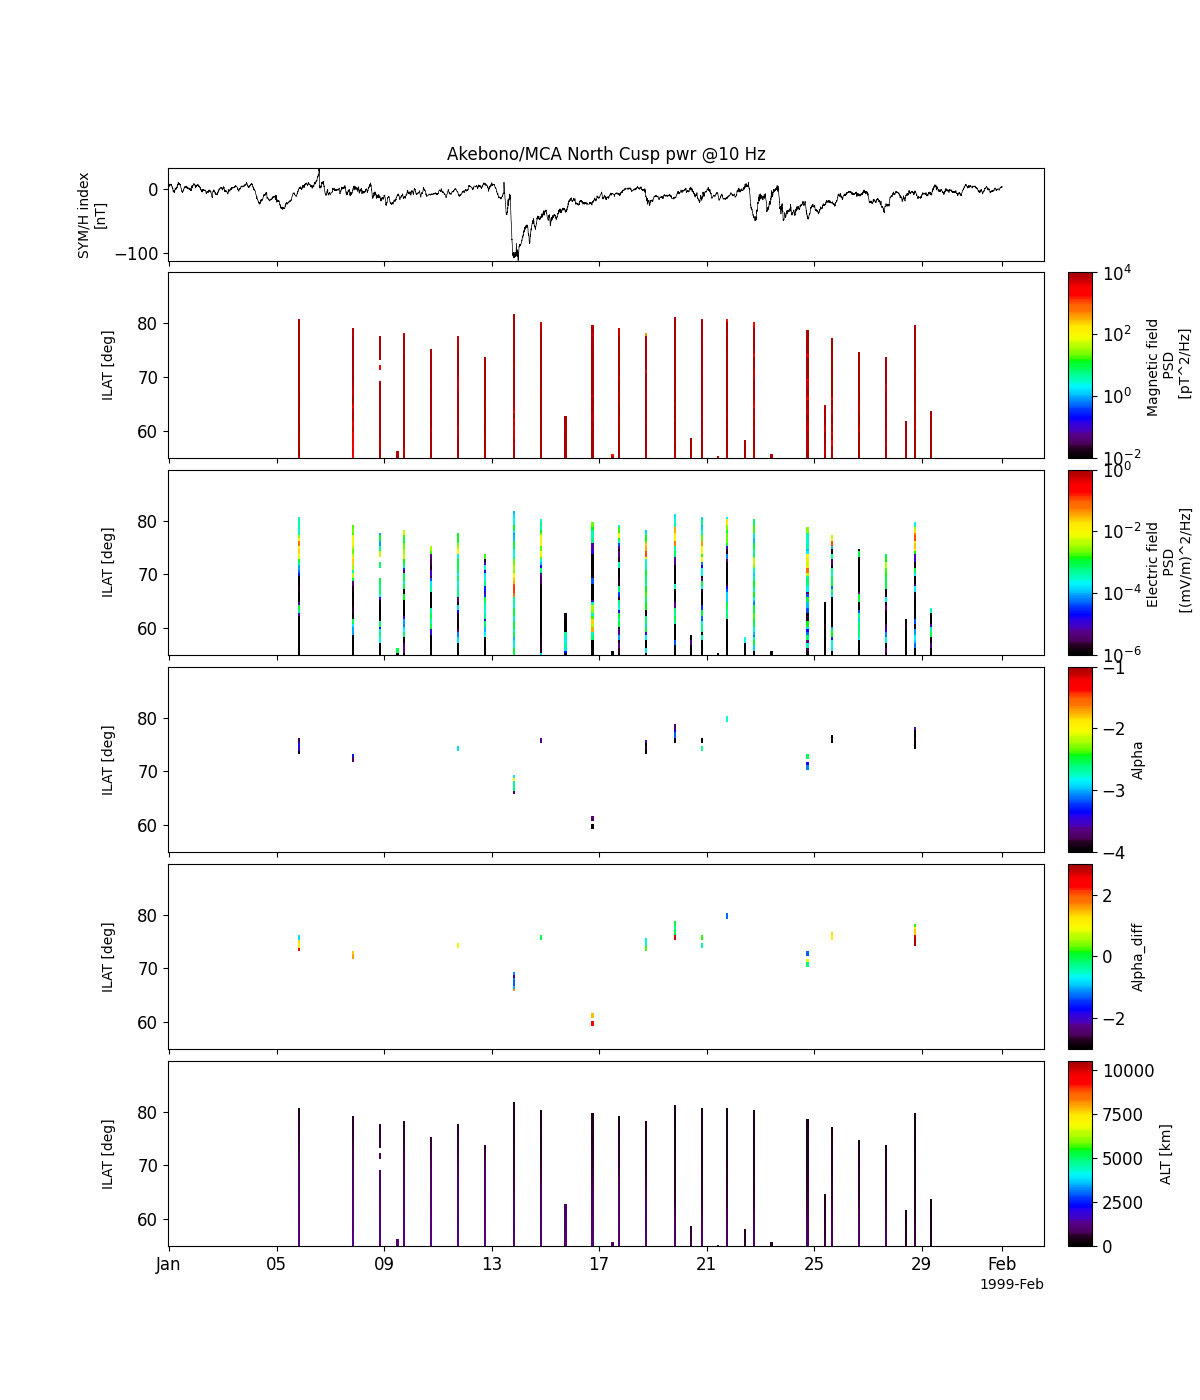 Akebono/MCA North Cusp pwr @10 Hz
SYM/H index
[nT]
0
−100
ILAT [deg]
80
70
60
10^4
10^2
10^0
10^−2
Magnetic field
PSD
[pT^2/Hz]
ILAT [deg]
80
70
60
10^0
10^−2
10^−4
10^−6
Electric field
PSD
[(mV/m)^2/Hz]
ILAT [deg]
80
70
60
−1
−2
−3
−4
Alpha
ILAT [deg]
80
70
60
2
0
−2
Alpha_diff
ILAT [deg]
80
70
60
10000
7500
5000
2500
0
ALT [km]
Jan 05 09 13 17 21 25 29 Feb
1999-Feb